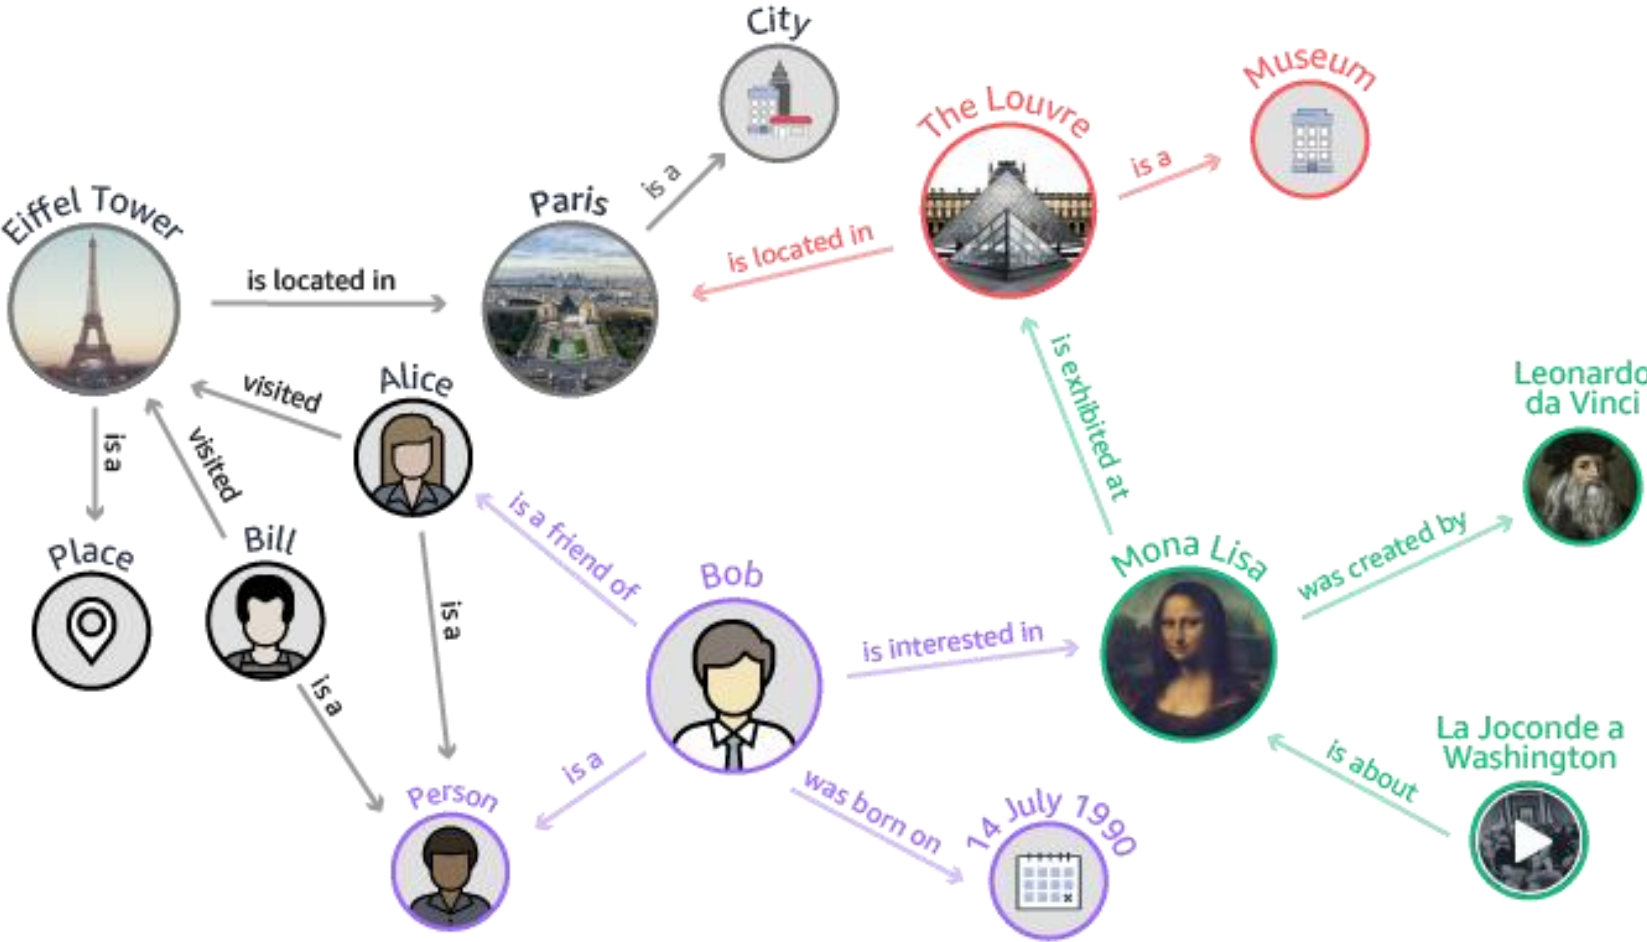 City
Museum
The Louvre
is a
is a
Eiffel Tower
Paris
is located in
is located in
Alice
visited
is exhibited at
Leonardo
da Vinci
is a
visited
Place
Bill
is a friend of
Bob
Mona Lisa
was created by
is a
is interested in
is a
La Joconde a
Washington
is about
is a
Person
was born on
14 July 1990